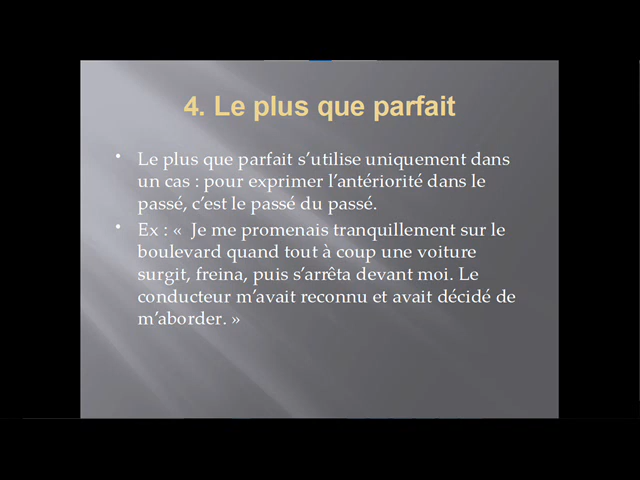 4. Le plus que parfait
• Le plus que parfait s’utilise uniquement dans
un cas : pour exprimer l’antériorité dans le
passé, c’est le passé du passé.
• Ex : «  Je me promenais tranquillement sur le
boulevard quand tout à coup une voiture
surgit, freina, puis s’arrêta devant moi. Le
conducteur m’avait reconnu et avait décidé de
m’aborder. »